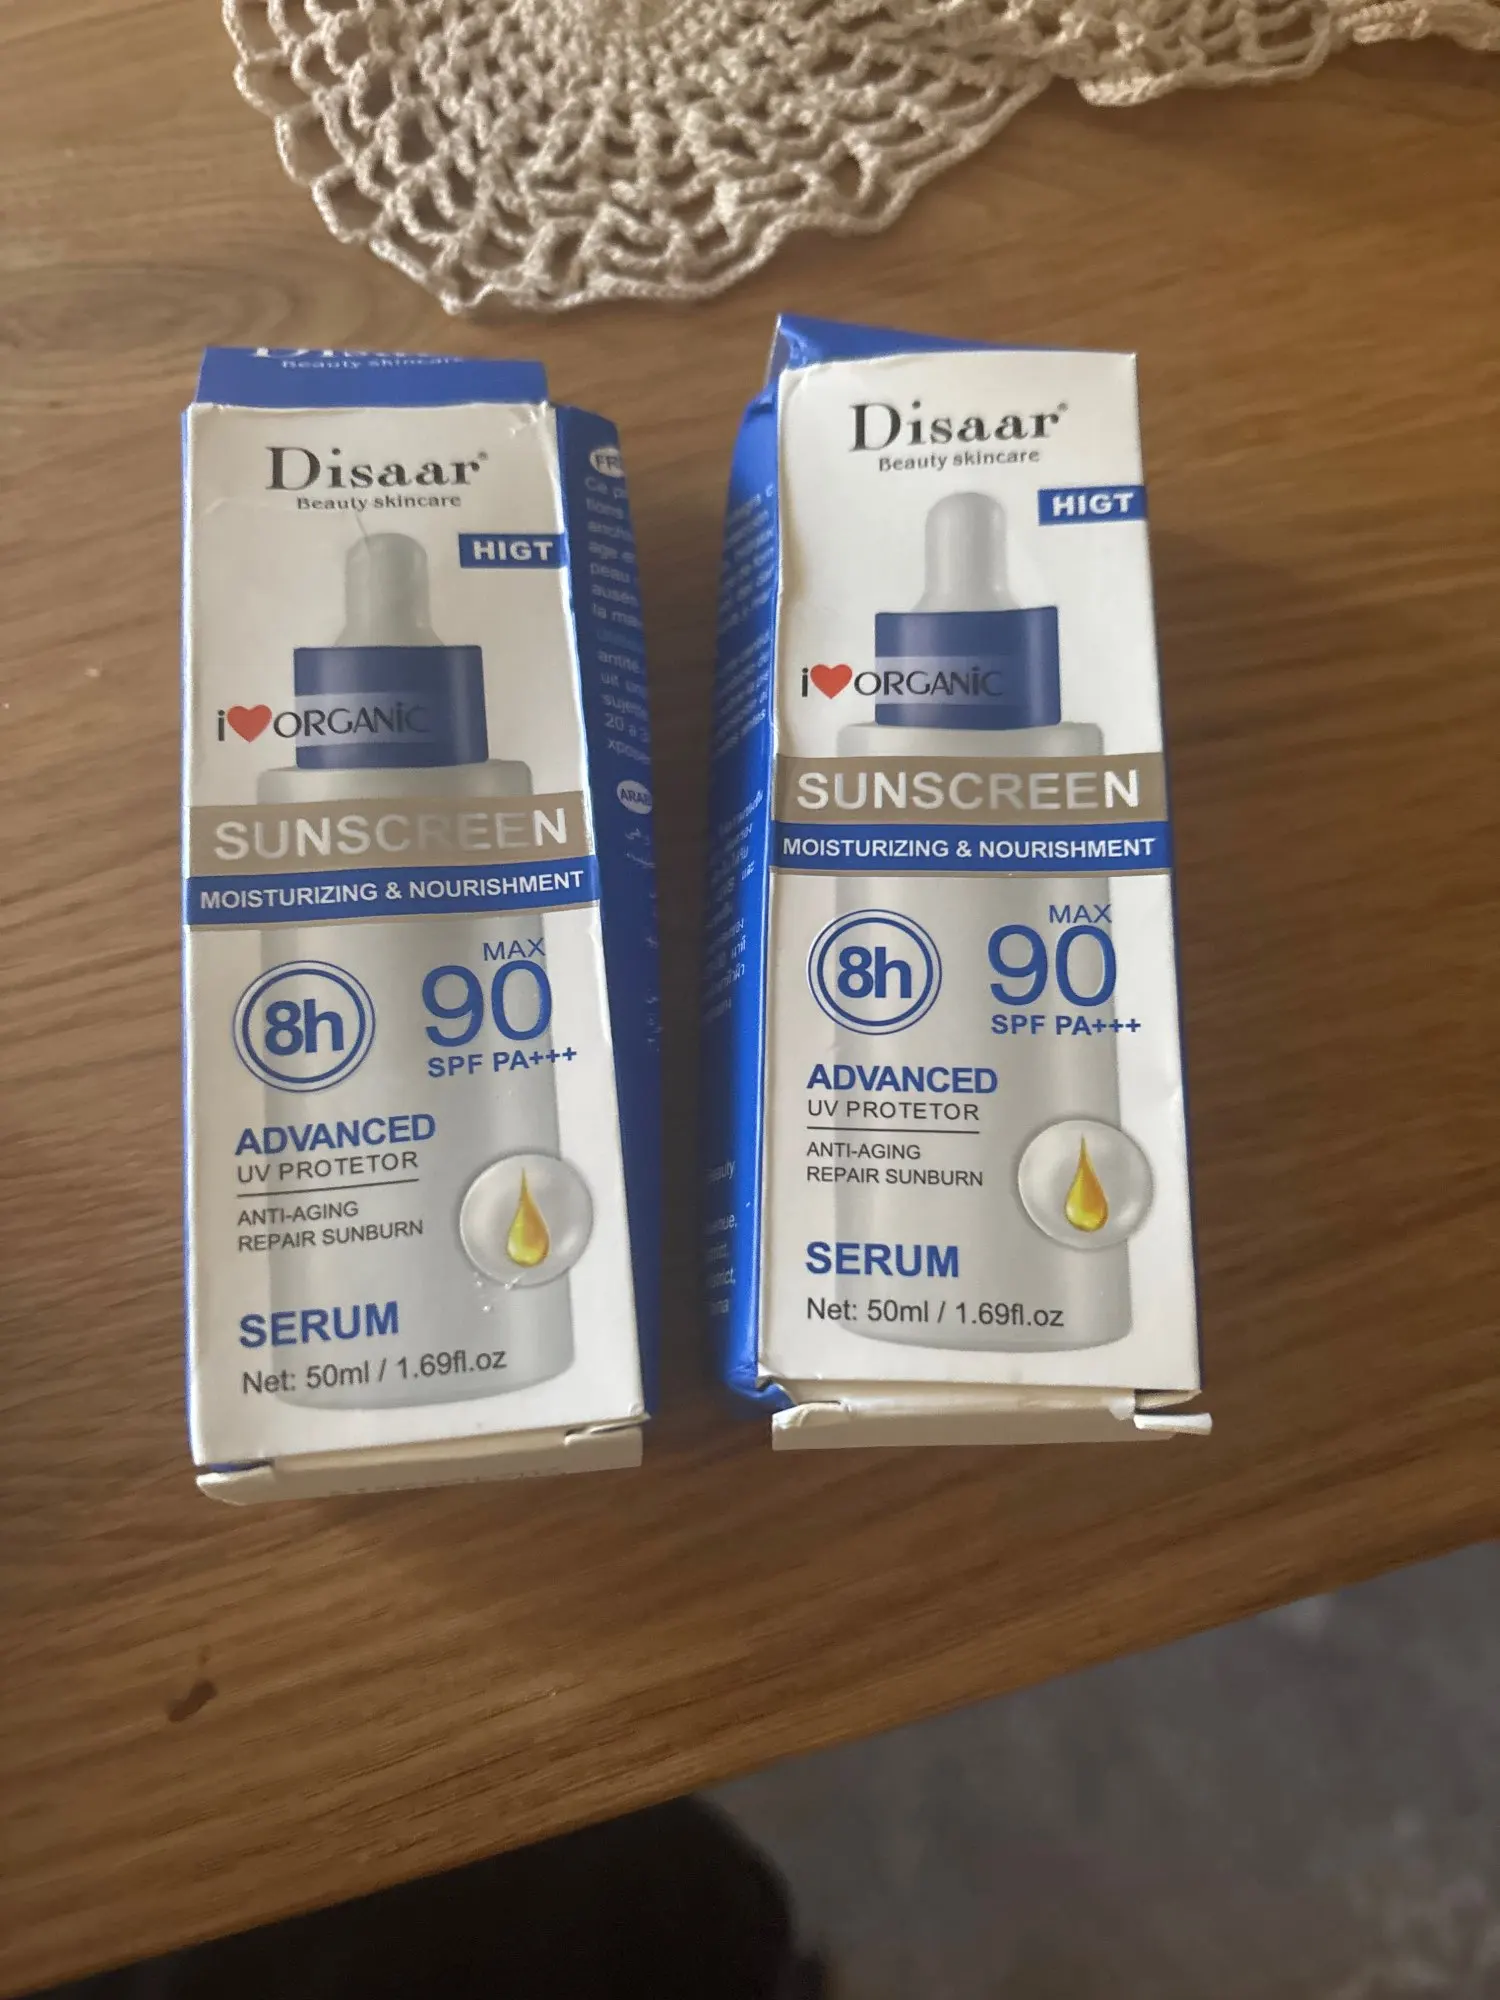 Beauty skincare
Disaar®
Beauty skincare
HIGT
i❤ORGANiC
SUNSCREEN
MOISTURIZING & NOURISHMENT
8h
MAX
90
SPF PA+++
ADVANCED
UV PROTETOR
ANTI-AGING
REPAIR SUNBURN
SERUM
Net: 50ml / 1.69fl.oz
Disaar®
Beauty skincare
HIGT
i❤ORGANiC
SUNSCREEN
MOISTURIZING & NOURISHMENT
8h
MAX
90
SPF PA+++
ADVANCED
UV PROTETOR
ANTI-AGING
REPAIR SUNBURN
SERUM
Net: 50ml / 1.69fl.oz